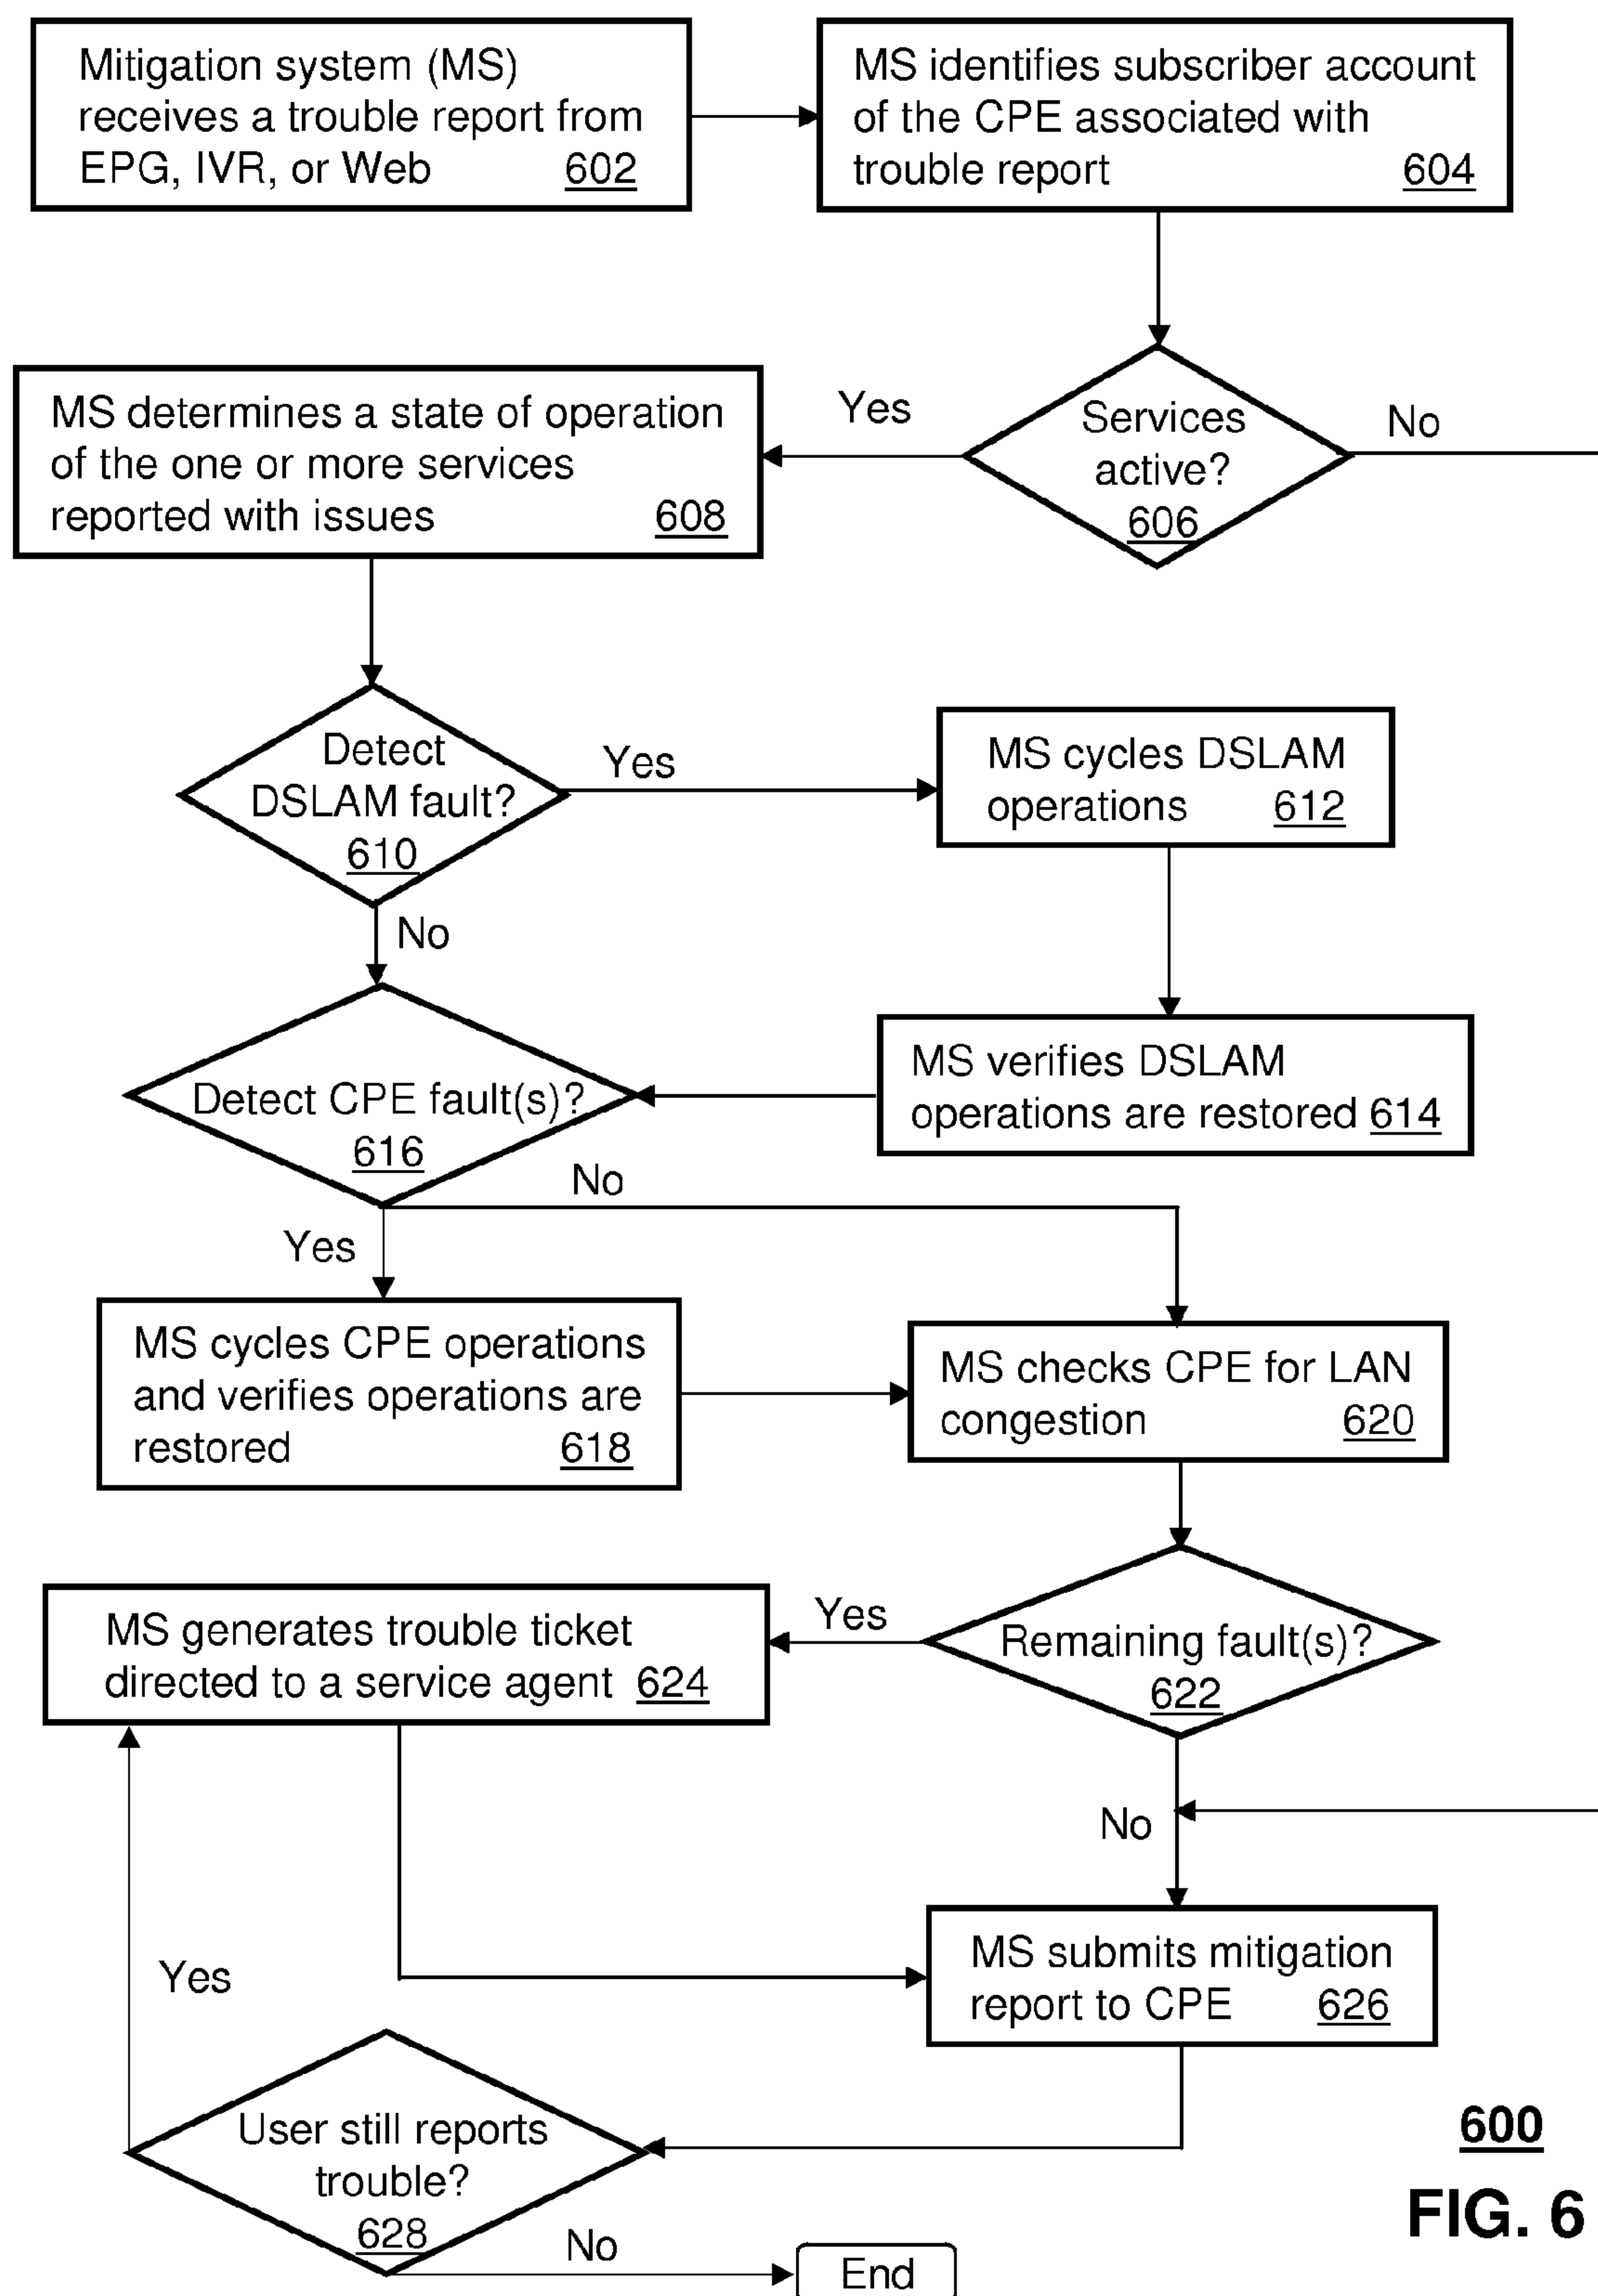 Mitigation system (MS)
receives a trouble report from
EPG, IVR, or Web 602
MS identifies subscriber account
of the CPE associated with
trouble report 604
Services
active?
606
Yes
No
MS determines a state of operation
of the one or more services
reported with issues 608
Detect
DSLAM fault?
610
Yes
No
MS cycles DSLAM
operations 612
MS verifies DSLAM
operations are restored 614
Detect CPE fault(s)?
616
No
Yes
MS cycles CPE operations
and verifies operations are
restored 618
MS checks CPE for LAN
congestion 620
Remaining fault(s)?
622
Yes
No
MS generates trouble ticket
directed to a service agent 624
MS submits mitigation
report to CPE 626
Yes
User still reports
trouble?
628
No
End
600
FIG. 6